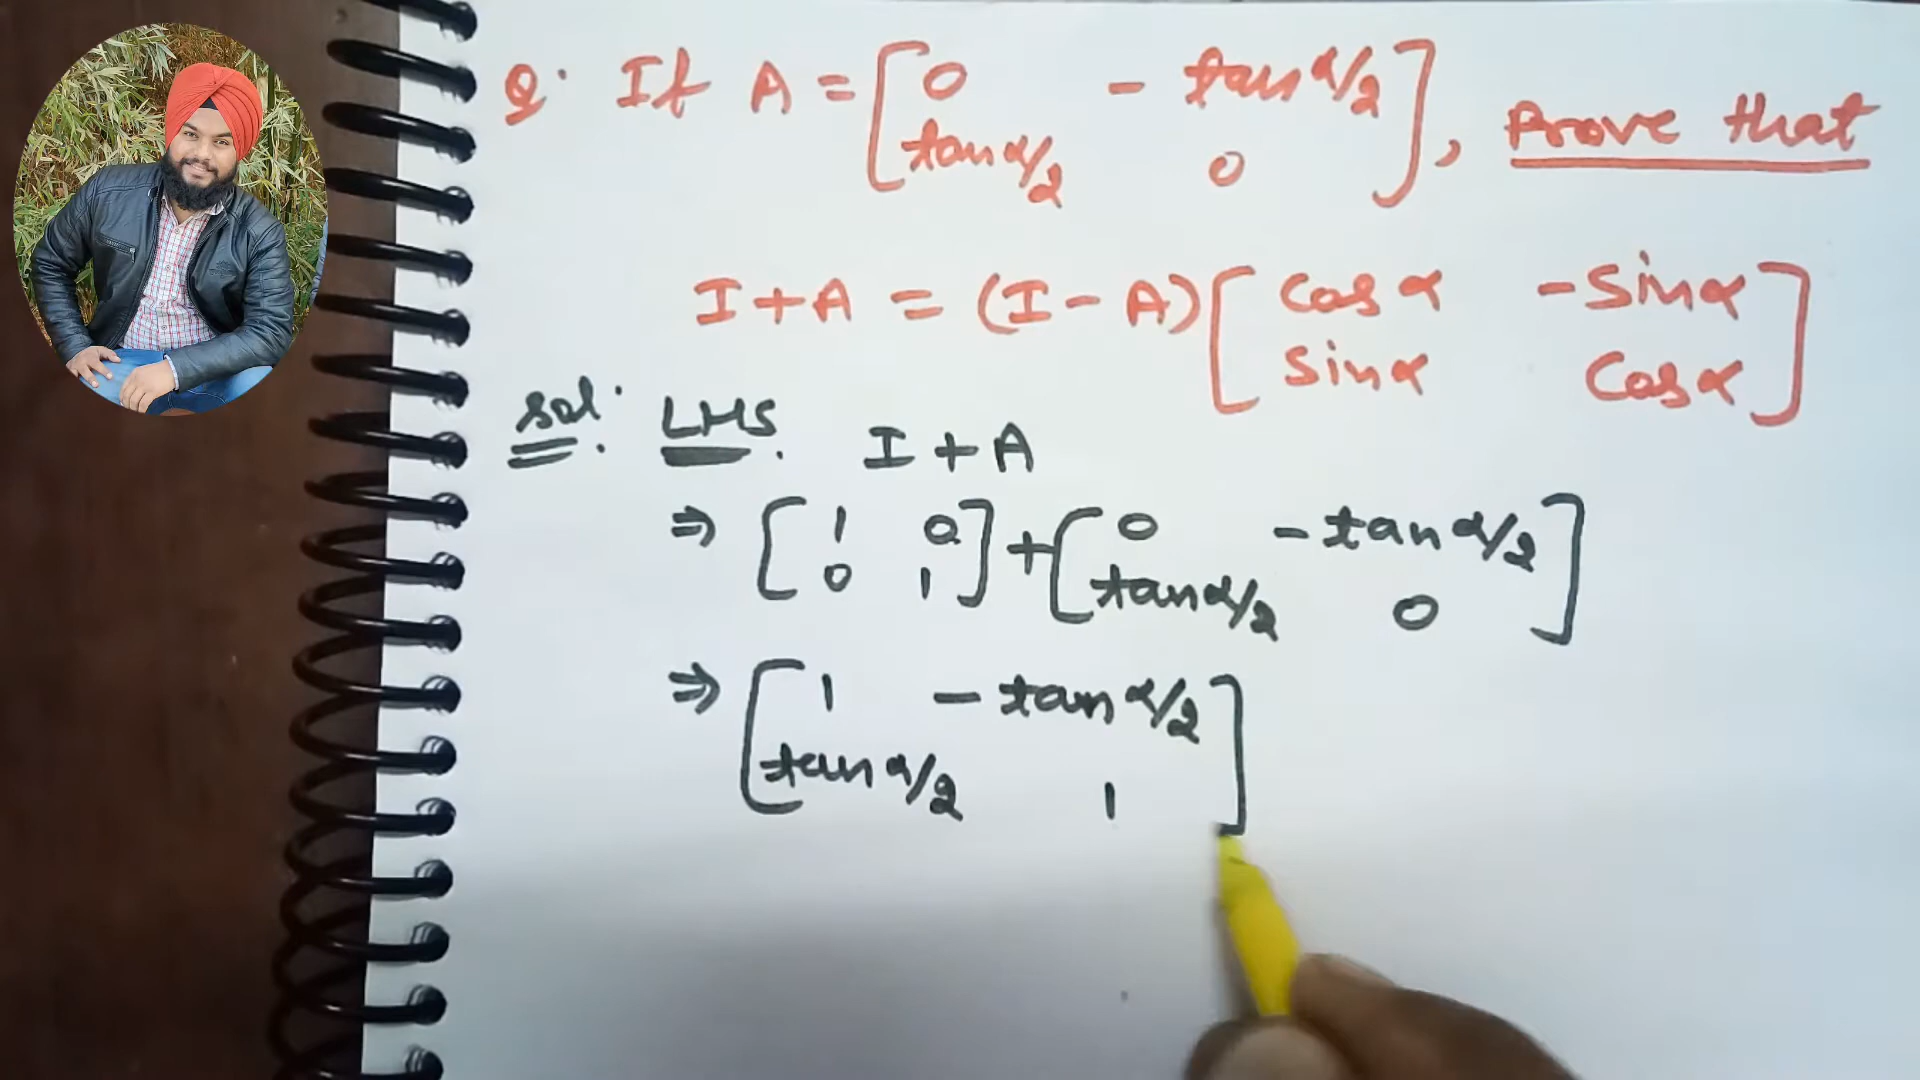 Q. If A = [ 0 - tan α/2
tan α/2 0 ], Prove that
I + A = (I - A) [ Cos α - Sin α
Sin α Cos α ]
Sol. LHS. I + A
⇒ [ 1 0 ] + [ 0 - tan α/2 ]
0 1 tan α/2 0
⇒ [ 1 - tan α/2 ]
tan α/2 1